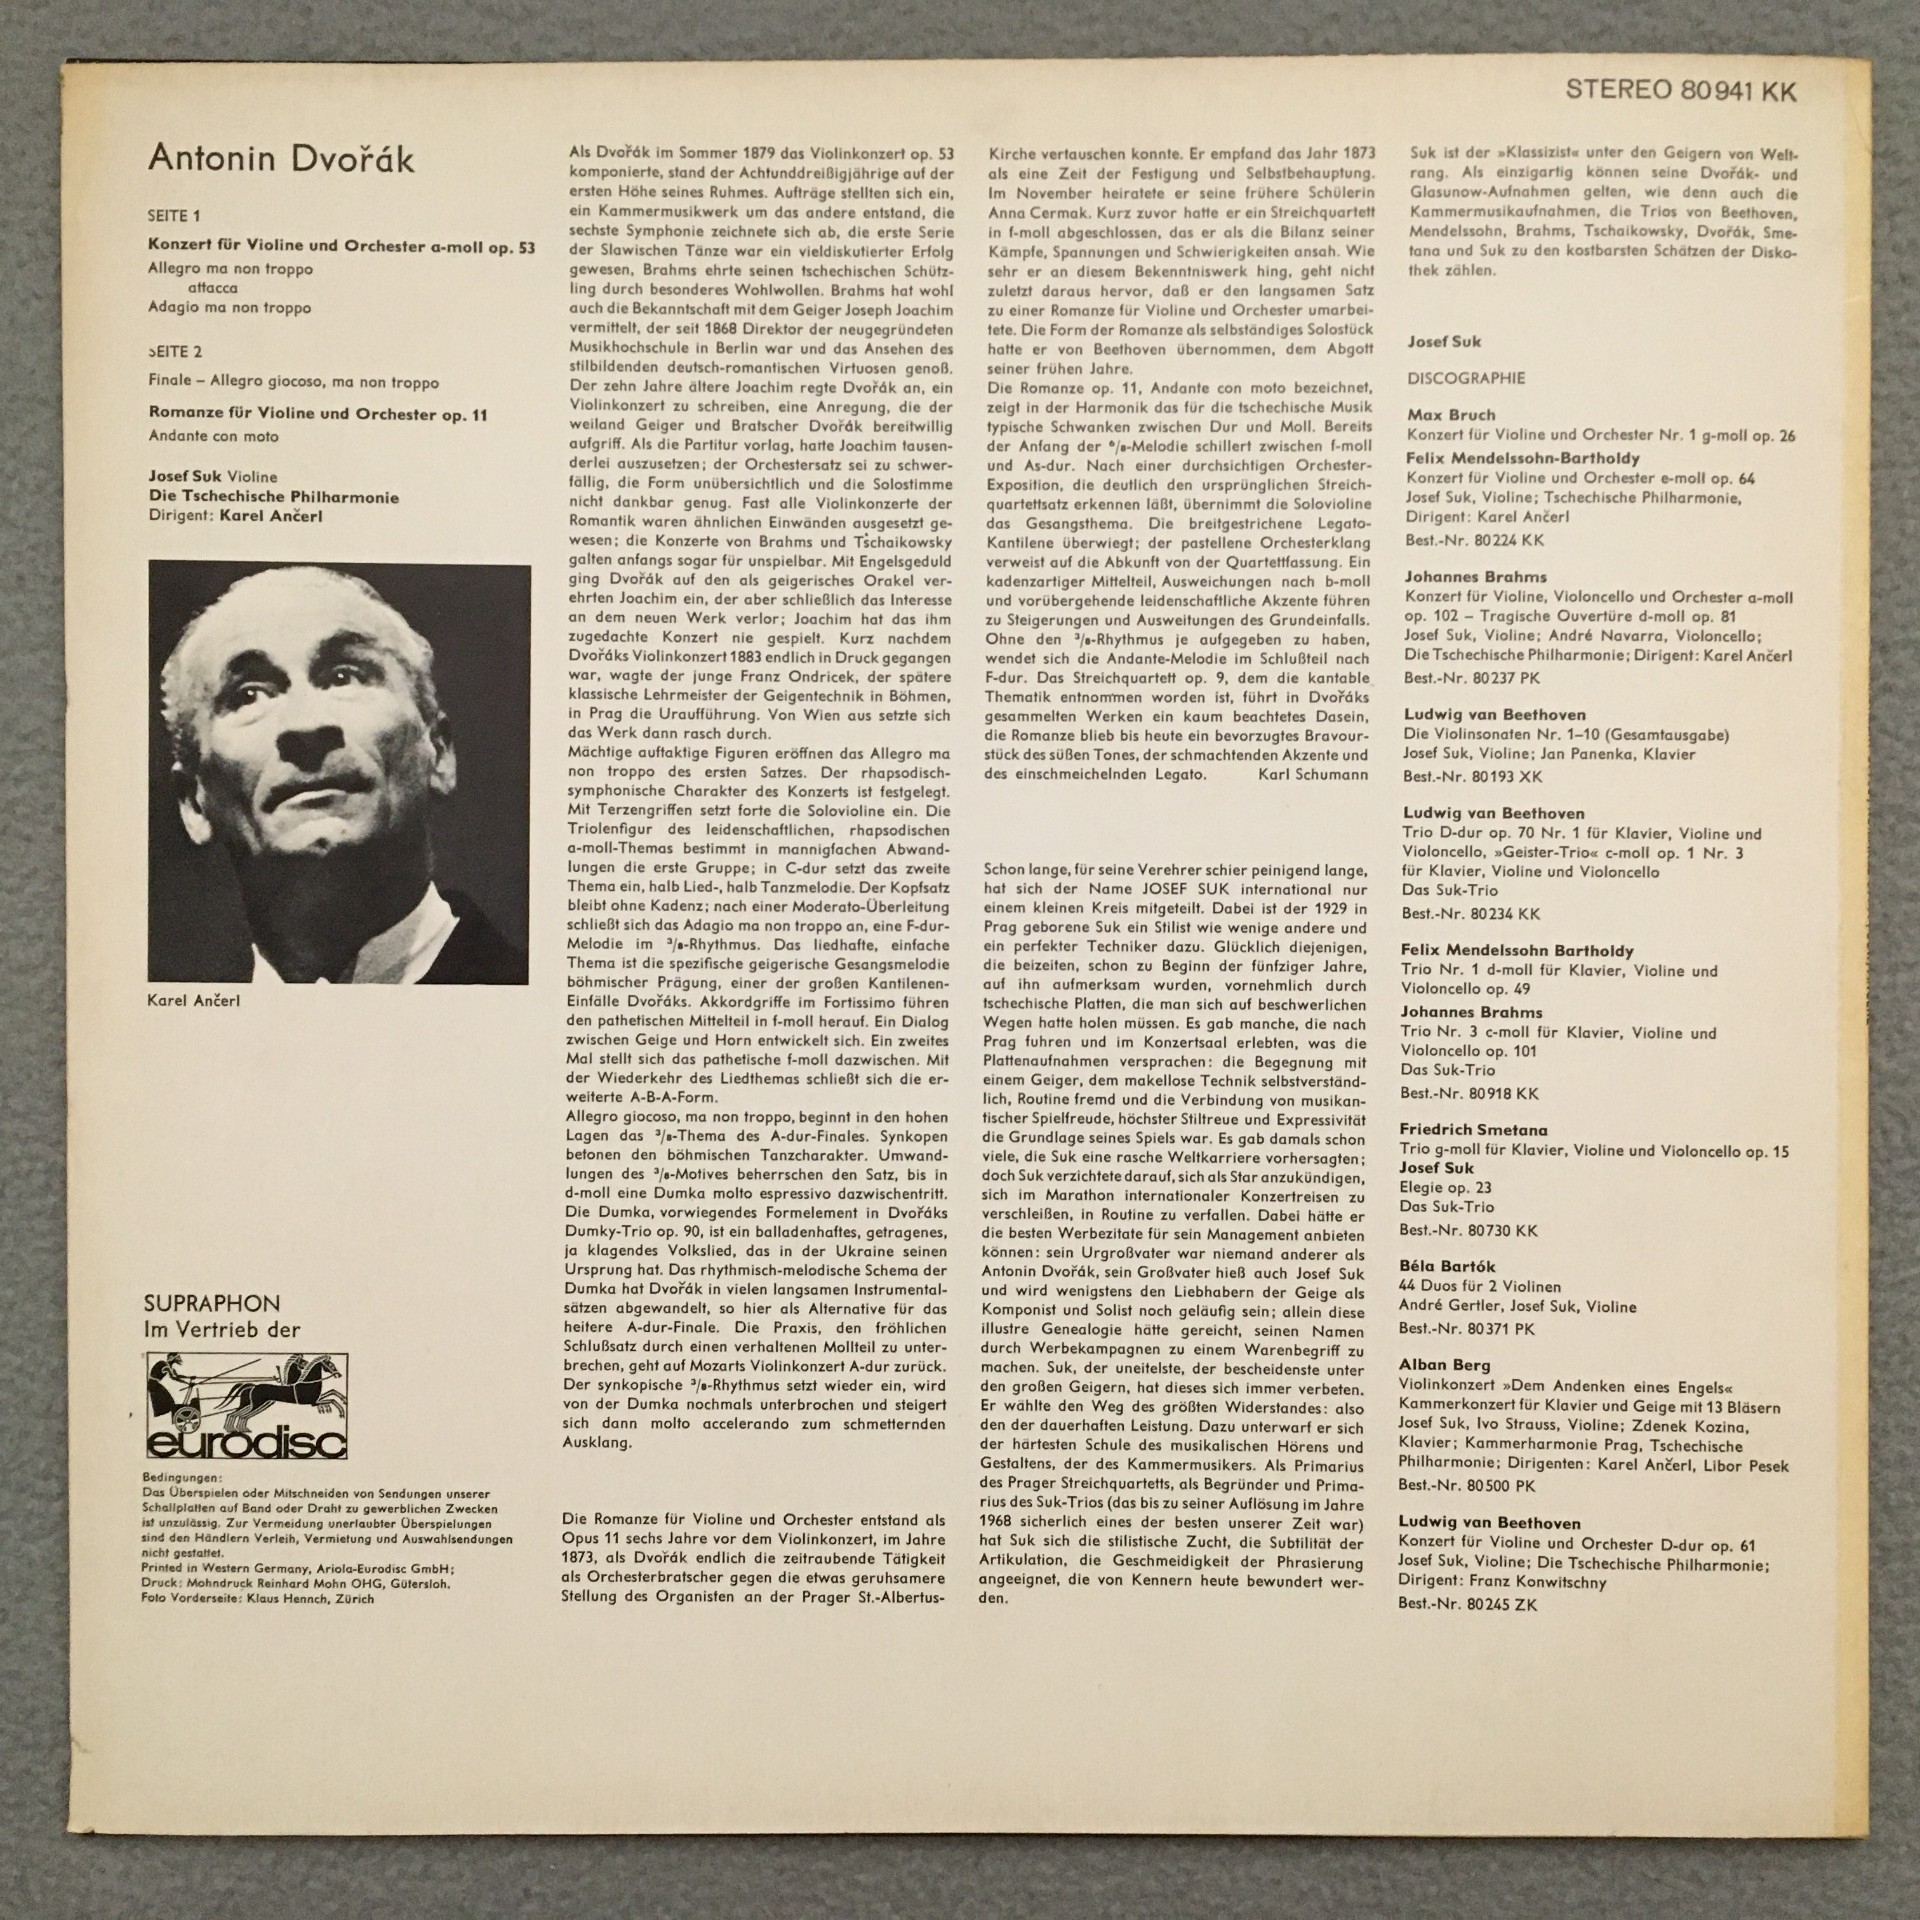 STEREO 80941 KK
Antonin Dvořák
SEITE 1
Konzert für Violine und Orchester a-moll op. 53
Allegro ma non troppo
attacca
Adagio ma non troppo
SEITE 2
Finale – Allegro giocoso, ma non troppo
Romanze für Violine und Orchester op. 11
Andante con moto
Josef Suk Violine
Die Tschechische Philharmonie
Dirigent: Karel Ančerl
Karel Ančerl
SUPRAPHON
Im Vertrieb der
eurodisc
Bedingungen:
Das Überspielen oder Mitschneiden von Sendungen unserer
Schallplatten auf Band oder Draht zu gewerblichen Zwecken
ist unzulässig. Zur Vermeidung unerlaubter Überspielungen
sind den Händlern Verleih, Vermietung und Auswahlsendungen
nicht gestattet.
Printed in Western Germany, Ariola-Eurodisc GmbH;
Druck: Mohndruck Reinhard Mohn OHG, Gütersloh.
Foto Vorderseite: Klaus Hennch, Zürich
Als Dvořák im Sommer 1879 das Violinkonzert op. 53
komponierte, stand der Achtunddreißigjährige auf der
ersten Höhe seines Ruhmes. Aufträge stellten sich ein,
ein Kammermusikwerk um das andere entstand, die
sechste Symphonie zeichnete sich ab, die erste Serie
der Slawischen Tänze war ein vieldiskutierter Erfolg
gewesen, Brahms ehrte seinen tschechischen Schütz-
ling durch besonderes Wohlwollen. Brahms hat wohl
auch die Bekanntschaft mit dem Geiger Joseph Joachim
vermittelt, der seit 1868 Direktor der neugegründeten
Musikhochschule in Berlin war und das Ansehen des
stilbildenden deutsch-romantischen Virtuosen genoß.
Der zehn Jahre ältere Joachim regte Dvořák an, ein
Violinkonzert zu schreiben, eine Anregung, die der
weiland Geiger und Bratscher Dvořák bereitwillig
aufgriff. Als die Partitur vorlag, hatte Joachim tausen-
derlei auszusetzen; der Orchestersatz sei zu schwer-
fällig, die Form unübersichtlich und die Solostimme
nicht dankbar genug. Fast alle Violinkonzerte der
Romantik waren ähnlichen Einwänden ausgesetzt ge-
wesen; die Konzerte von Brahms und Tschaikowsky
galten anfangs sogar für unspielbar. Mit Engelsgeduld
ging Dvořák auf den als geigerisches Orakel ver-
ehrten Joachim ein, der aber schließlich das Interesse
an dem neuen Werk verlor; Joachim hat das ihm
zugedachte Konzert nie gespielt. Kurz nachdem
Dvořáks Violinkonzert 1883 endlich in Druck gegangen
war, wagte der junge Franz Ondricek, der spätere
klassische Lehrmeister der Geigentechnik in Böhmen,
in Prag die Uraufführung. Von Wien aus setzte sich
das Werk dann rasch durch.
Mächtige auftaktige Figuren eröffnen das Allegro ma
non troppo des ersten Satzes. Der rhapsodisch-
symphonische Charakter des Konzerts ist festgelegt.
Mit Terzengriffen setzt forte die Solovioline ein. Die
Triolenfigur des leidenschaftlichen, rhapsodischen
a-moll-Themas bestimmt in mannigfachen Abwand-
lungen die erste Gruppe; in C-dur setzt das zweite
Thema ein, halb Lied-, halb Tanzmelodie. Der Kopfsatz
bleibt ohne Kadenz; nach einer Moderato-Überleitung
schließt sich das Adagio ma non troppo an, eine F-dur-
Melodie im 3/8-Rhythmus. Das liedhafte, einfache
Thema ist die spezifische geigerische Gesangsmelodie
böhmischer Prägung, einer der großen Kantilenen-
Einfälle Dvořáks. Akkordgriffe im Fortissimo führen
den pathetischen Mittelteil in f-moll herauf. Ein Dialog
zwischen Geige und Horn entwickelt sich. Ein zweites
Mal stellt sich das pathetische f-moll dazwischen. Mit
der Wiederkehr des Liedthemas schließt sich die er-
weiterte A-B-A-Form.
Allegro giocoso, ma non troppo, beginnt in den hohen
Lagen das 3/8-Thema des A-dur-Finales. Synkopen
betonen den böhmischen Tanzcharakter. Umwand-
lungen des 3/8-Motives beherrschen den Satz, bis in
d-moll eine Dumka molto espressivo dazwischentritt.
Die Dumka, vorwiegendes Formelement in Dvořáks
Dumky-Trio op. 90, ist ein balladenhaftes, getragenes,
ja klagendes Volkslied, das in der Ukraine seinen
Ursprung hat. Das rhythmisch-melodische Schema der
Dumka hat Dvořák in vielen langsamen Instrumental-
sätzen abgewandelt, so hier als Alternative für das
heitere A-dur-Finale. Die Praxis, den fröhlichen
Schlußsatz durch einen verhaltenen Mollteil zu unter-
brechen, geht auf Mozarts Violinkonzert A-dur zurück.
Der synkopische 3/8-Rhythmus setzt wieder ein, wird
von der Dumka nochmals unterbrochen und steigert
sich dann molto accelerando zum schmetternden
Ausklang.
Die Romanze für Violine und Orchester entstand als
Opus 11 sechs Jahre vor dem Violinkonzert, im Jahre
1873, als Dvořák endlich die zeitraubende Tätigkeit
als Orchesterbratscher gegen die etwas geruhsamere
Stellung des Organisten an der Prager St.-Albertus-
Kirche vertauschen konnte. Er empfand das Jahr 1873
als eine Zeit der Festigung und Selbstbehauptung.
Im November heiratete er seine frühere Schülerin
Anna Cermak. Kurz zuvor hatte er ein Streichquartett
in f-moll abgeschlossen, das er als die Bilanz seiner
Kämpfe, Spannungen und Schwierigkeiten ansah. Wie
sehr er an diesem Bekenntniswerk hing, geht nicht
zuletzt daraus hervor, daß er den langsamen Satz
zu einer Romanze für Violine und Orchester umarbei-
tete. Die Form der Romanze als selbständiges Solostück
hatte er von Beethoven übernommen, dem Abgott
seiner frühen Jahre.
Die Romanze op. 11, Andante con moto bezeichnet,
zeigt in der Harmonik das für die tschechische Musik
typische Schwanken zwischen Dur und Moll. Bereits
der Anfang der 6/8-Melodie schillert zwischen f-moll
und As-dur. Nach einer durchsichtigen Orchester-
Exposition, die deutlich den ursprünglichen Streich-
quartettsatz erkennen läßt, übernimmt die Solovioline
das Gesangsthema. Die breitgestrichene Legato-
Kantilene überwiegt; der pastellene Orchesterklang
verweist auf die Abkunft von der Quartettfassung. Ein
kadenzartiger Mittelteil, Ausweichungen nach b-moll
und vorübergehende leidenschaftliche Akzente führen
zu Steigerungen und Ausweitungen des Grundeinfalls.
Ohne den 3/8-Rhythmus je aufgegeben zu haben,
wendet sich die Andante-Melodie im Schlußteil nach
F-dur. Das Streichquartett op. 9, dem die kantable
Thematik entnommen worden ist, führt in Dvořáks
gesammelten Werken ein kaum beachtetes Dasein,
die Romanze blieb bis heute ein bevorzugtes Bravour-
stück des süßen Tones, der schmachtenden Akzente und
des einschmeichelnden Legato. Karl Schumann
Schon lange, für seine Verehrer schier peinigend lange,
hat sich der Name JOSEF SUK international nur
einem kleinen Kreis mitgeteilt. Dabei ist der 1929 in
Prag geborene Suk ein Stilist wie wenige andere und
ein perfekter Techniker dazu. Glücklich diejenigen,
die beizeiten, schon zu Beginn der fünfziger Jahre,
auf ihn aufmerksam wurden, vornehmlich durch
tschechische Platten, die man sich auf beschwerlichen
Wegen hatte holen müssen. Es gab manche, die nach
Prag fuhren und im Konzertsaal erlebten, was die
Plattenaufnahmen versprachen: die Begegnung mit
einem Geiger, dem makellose Technik selbstverständ-
lich, Routine fremd und die Verbindung von musikan-
tischer Spielfreude, höchster Stiltreue und Expressivität
die Grundlage seines Spiels war. Es gab damals schon
viele, die Suk eine rasche Weltkarriere vorhersagten;
doch Suk verzichtete darauf, sich als Star anzukündigen,
sich im Marathon internationaler Konzertreisen zu
verschleißen, in Routine zu verfallen. Dabei hätte er
die besten Werbezitate für sein Management anbieten
können: sein Urgroßvater war niemand anderer als
Antonin Dvořák, sein Großvater hieß auch Josef Suk
und wird wenigstens den Liebhabern der Geige als
Komponist und Solist noch geläufig sein; allein diese
illustre Genealogie hätte gereicht, seinen Namen
durch Werbekampagnen zu einem Warenbegriff zu
machen. Suk, der uneitelste, der bescheidenste unter
den großen Geigern, hat dieses sich immer verbeten.
Er wählte den Weg des größten Widerstandes: also
den der dauerhaften Leistung. Dazu unterwarf er sich
der härtesten Schule des musikalischen Hörens und
Gestaltens, der des Kammermusikers. Als Primarius
des Prager Streichquartetts, als Begründer und Prima-
rius des Suk-Trios (das bis zu seiner Auflösung im Jahre
1968 sicherlich eines der besten unserer Zeit war)
hat Suk sich die stilistische Zucht, die Subtilität der
Artikulation, die Geschmeidigkeit der Phrasierung
angeeignet, die von Kennern heute bewundert wer-
den.
Suk ist der »Klassizist« unter den Geigern von Welt-
rang. Als einzigartig können seine Dvořák- und
Glasunow-Aufnahmen gelten, wie denn auch die
Kammermusikaufnahmen, die Trios von Beethoven,
Mendelssohn, Brahms, Tschaikowsky, Dvořák, Sme-
tana und Suk zu den kostbarsten Schätzen der Disko-
thek zählen.
Josef Suk
DISCOGRAPHIE
Max Bruch
Konzert für Violine und Orchester Nr. 1 g-moll op. 26
Felix Mendelssohn-Bartholdy
Konzert für Violine und Orchester e-moll op. 64
Josef Suk, Violine; Tschechische Philharmonie,
Dirigent: Karel Ančerl
Best.-Nr. 80224 KK
Johannes Brahms
Konzert für Violine, Violoncello und Orchester a-moll
op. 102 – Tragische Ouvertüre d-moll op. 81
Josef Suk, Violine; André Navarra, Violoncello;
Die Tschechische Philharmonie; Dirigent: Karel Ančerl
Best.-Nr. 80237 PK
Ludwig van Beethoven
Die Violinsonaten Nr. 1–10 (Gesamtausgabe)
Josef Suk, Violine; Jan Panenka, Klavier
Best.-Nr. 80193 XK
Ludwig van Beethoven
Trio D-dur op. 70 Nr. 1 für Klavier, Violine und
Violoncello, »Geister-Trio« c-moll op. 1 Nr. 3
für Klavier, Violine und Violoncello
Das Suk-Trio
Best.-Nr. 80234 KK
Felix Mendelssohn Bartholdy
Trio Nr. 1 d-moll für Klavier, Violine und
Violoncello op. 49
Johannes Brahms
Trio Nr. 3 c-moll für Klavier, Violine und
Violoncello op. 101
Das Suk-Trio
Best.-Nr. 80918 KK
Friedrich Smetana
Trio g-moll für Klavier, Violine und Violoncello op. 15
Josef Suk
Elegie op. 23
Das Suk-Trio
Best.-Nr. 80730 KK
Béla Bartók
44 Duos für 2 Violinen
André Gertler, Josef Suk, Violine
Best.-Nr. 80371 PK
Alban Berg
Violinkonzert »Dem Andenken eines Engels«
Kammerkonzert für Klavier und Geige mit 13 Bläsern
Josef Suk, Ivo Strauss, Violine; Zdenek Kozina,
Klavier; Kammerharmonie Prag, Tschechische
Philharmonie; Dirigenten: Karel Ančerl, Libor Pesek
Best.-Nr. 80500 PK
Ludwig van Beethoven
Konzert für Violine und Orchester D-dur op. 61
Josef Suk, Violine; Die Tschechische Philharmonie;
Dirigent: Franz Konwitschny
Best.-Nr. 80245 ZK